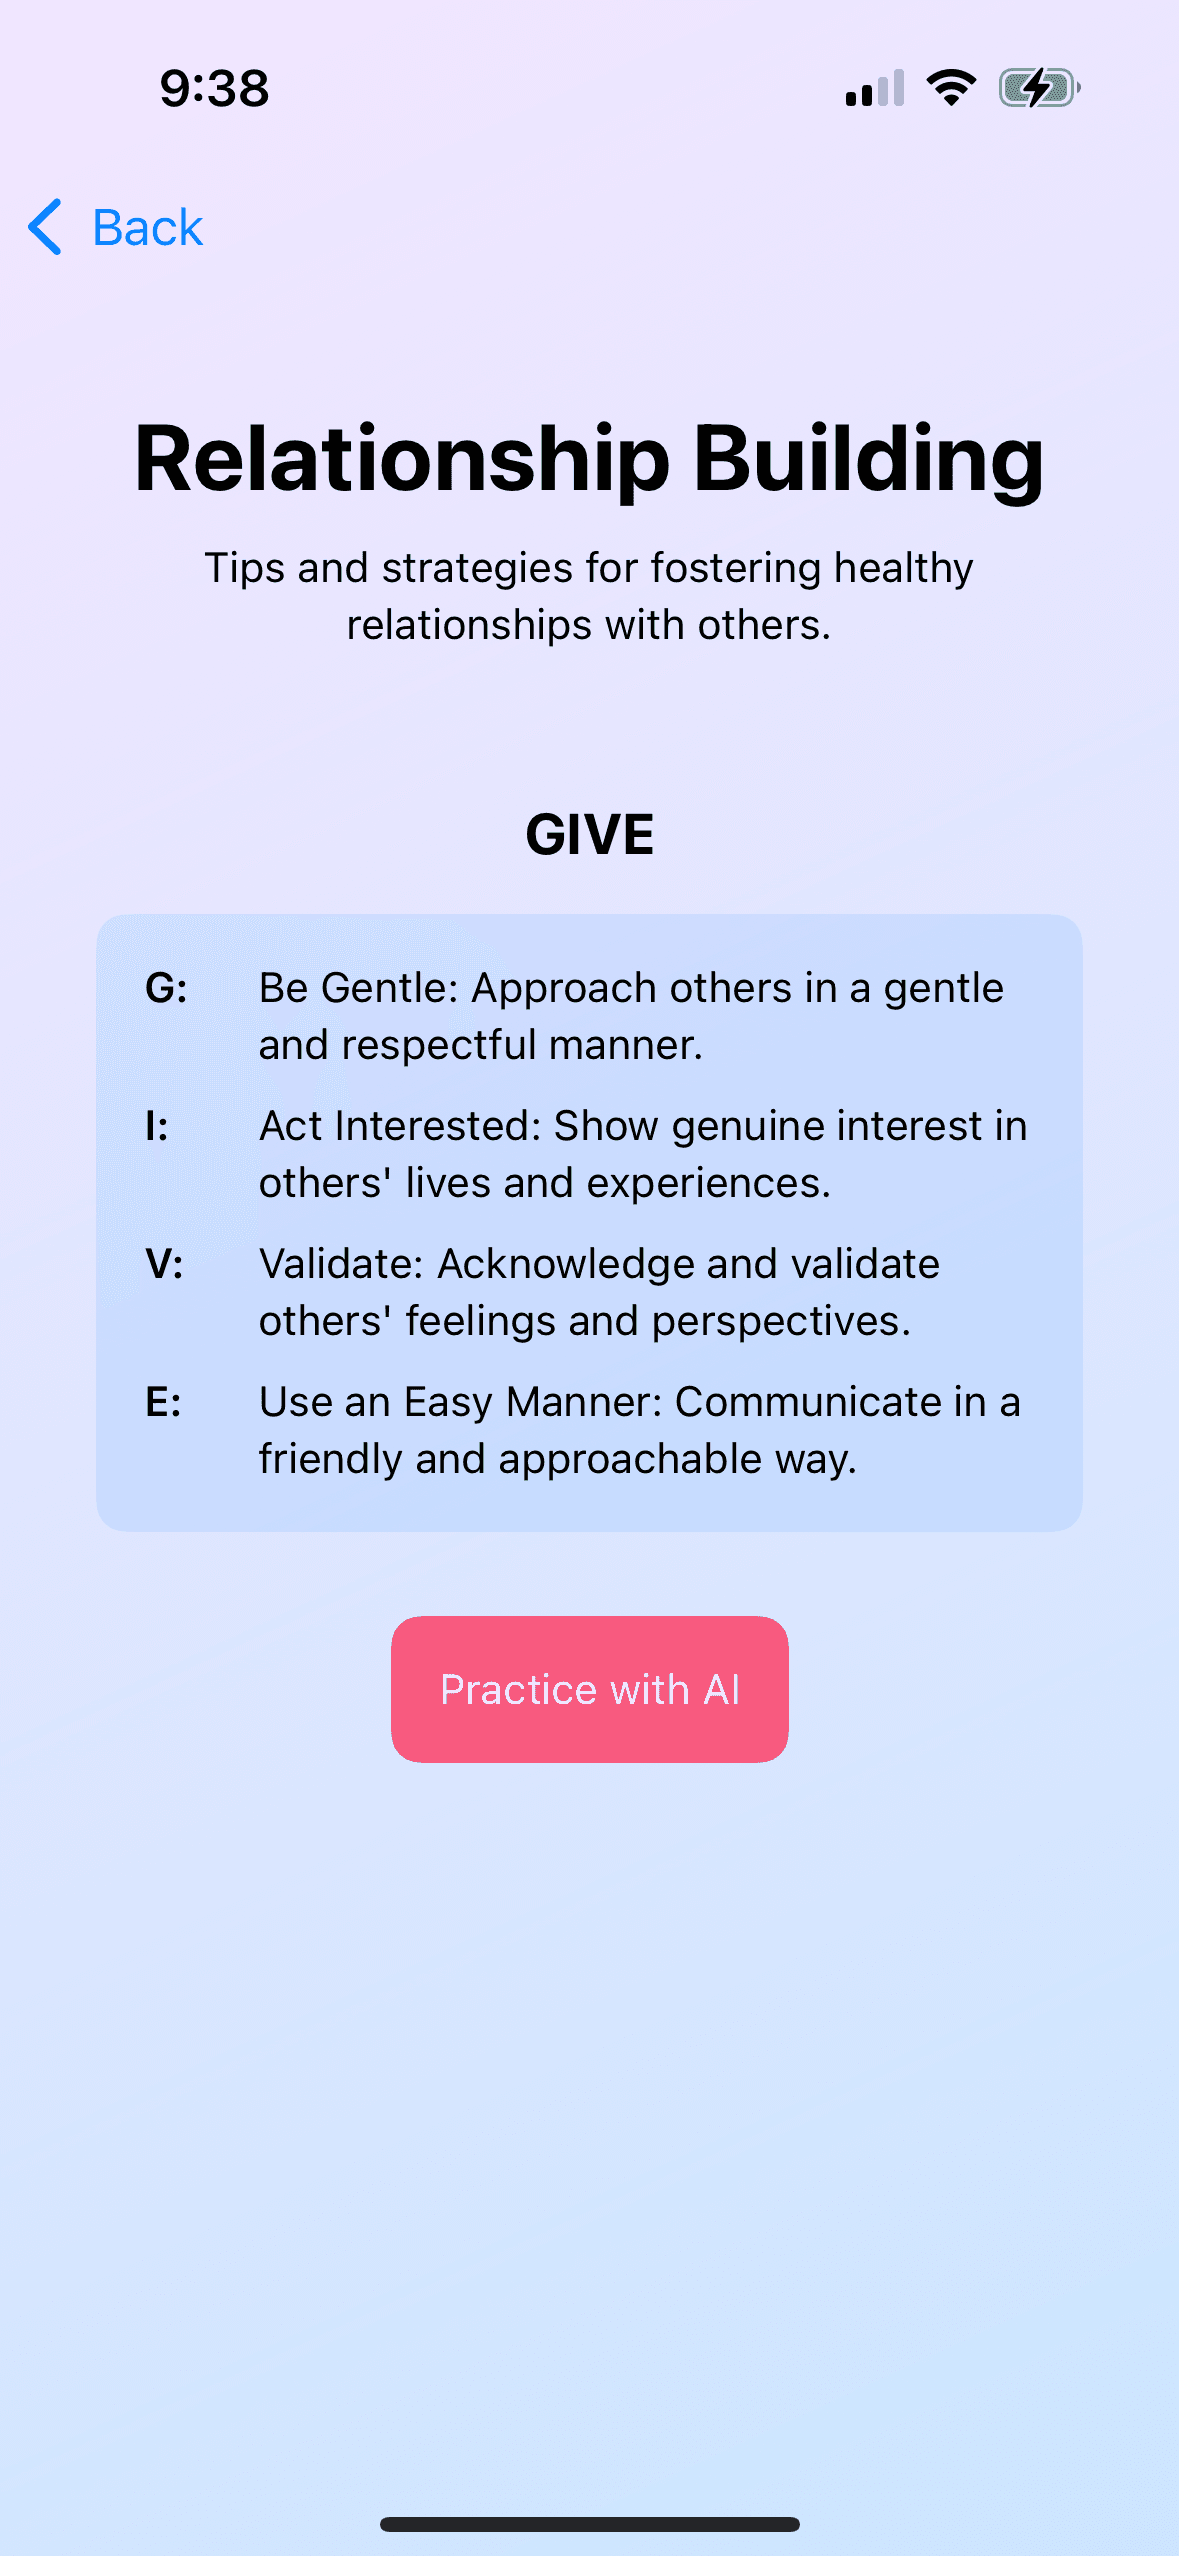 9:38
Back
Relationship Building
Tips and strategies for fostering healthy
relationships with others.
GIVE
G: Be Gentle: Approach others in a gentle
and respectful manner.
I: Act Interested: Show genuine interest in
others' lives and experiences.
V: Validate: Acknowledge and validate
others' feelings and perspectives.
E: Use an Easy Manner: Communicate in a
friendly and approachable way.
Practice with AI